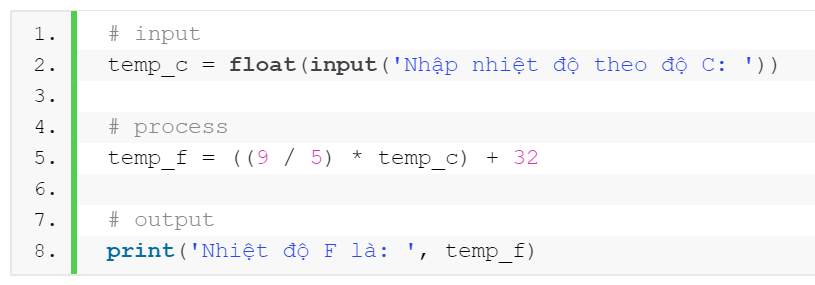 1. # input
2. temp_c = float(input('Nhập nhiệt độ theo độ C: '))
3.
4. # process
5. temp_f = ((9 / 5) * temp_c) + 32
6.
7. # output
8. print('Nhiệt độ F là: ', temp_f)